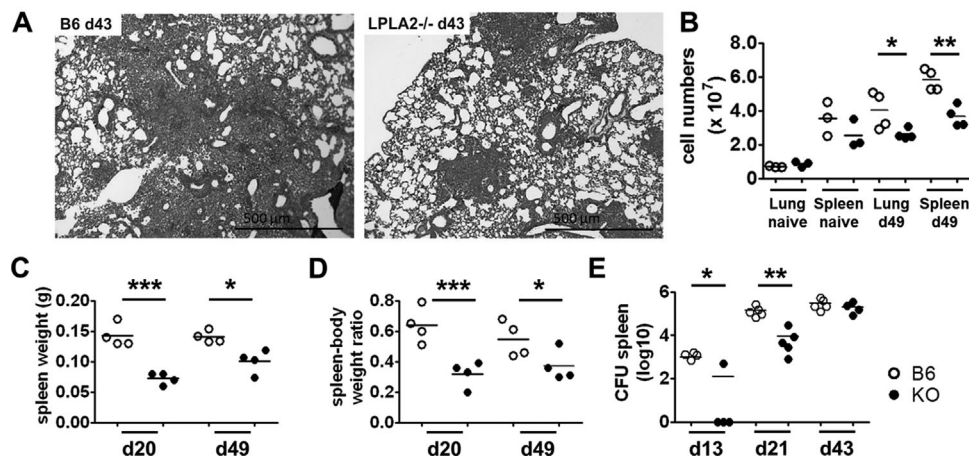 A
B6 d43
500 µm
LPLA2-/- d43
500 µm
B
cell numbers
(x 10⁷)
8.0
6.0
4.0
2.0
0
*
**
Lung
naive
Spleen
naive
Lung
d49
Spleen
d49
C
spleen weight (g)
0.20
0.15
0.10
0.05
0.00
***
*
d20
d49
D
spleen-body
weight ratio
0.8
0.6
0.4
0.2
0.0
***
*
d20
d49
E
CFU spleen
(log10)
6
4
2
0
*
**
d13
d21
d43
B6
KO